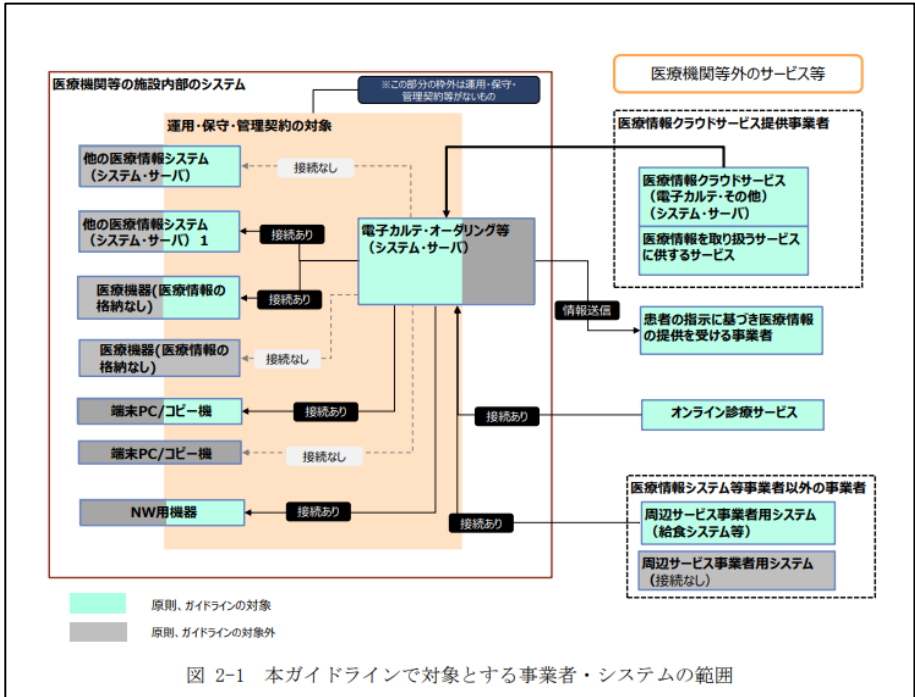 医療機関等の施設内部のシステム
※この部分の枠外は運用・保守・
管理契約等がないもの
運用・保守・管理契約の対象
他の医療情報システム
(システム・サーバ)
接続なし
他の医療情報システム
(システム・サーバ) 1
接続あり
電子カルテ・オーダリング等
(システム・サーバ)
医療機器(医療情報の
格納なし)
接続あり
医療機器(医療情報の
格納なし)
接続なし
端末PC/コピー機
接続あり
端末PC/コピー機
接続なし
NW用機器
接続あり
医療機関等外のサービス等
医療情報クラウドサービス提供事業者
医療情報クラウドサービス
(電子カルテ・その他)
(システム・サーバ)
医療情報を取り扱うサービス
に供するサービス
情報送信
患者の指示に基づき医療情報
の提供を受ける事業者
接続あり
オンライン診療サービス
医療情報システム等事業者以外の事業者
接続あり
周辺サービス事業者用システム
(給食システム等)
周辺サービス事業者用システム
(接続なし)
原則、ガイドラインの対象
原則、ガイドラインの対象外
図 2-1 本ガイドラインで対象とする事業者・システムの範囲